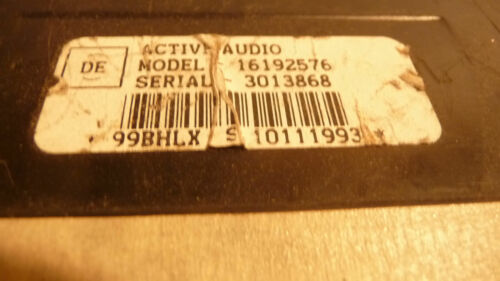 DE
ACTIVE AUDIO
MODEL 16192576
SERIAL - 3013868
99BHLX S 10111993 *